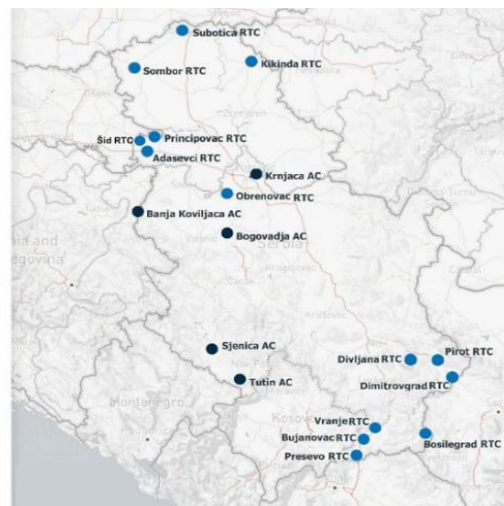 Subotica RTC
Sombor RTC
Kikinda RTC
Šid RTC
Principovac RTC
Adasevci RTC
Krnjaca AC
Obrenovac RTC
Banja Koviljaca AC
Bogovadja AC
Serbia
Kragujevac
Sjenica AC
Tutin AC
Divljana RTC
Pirot RTC
Dimitrovgrad RTC
Montenegro
Kosovo
Vranje RTC
Bujanovac RTC
Bosilegrad RTC
Presevo RTC